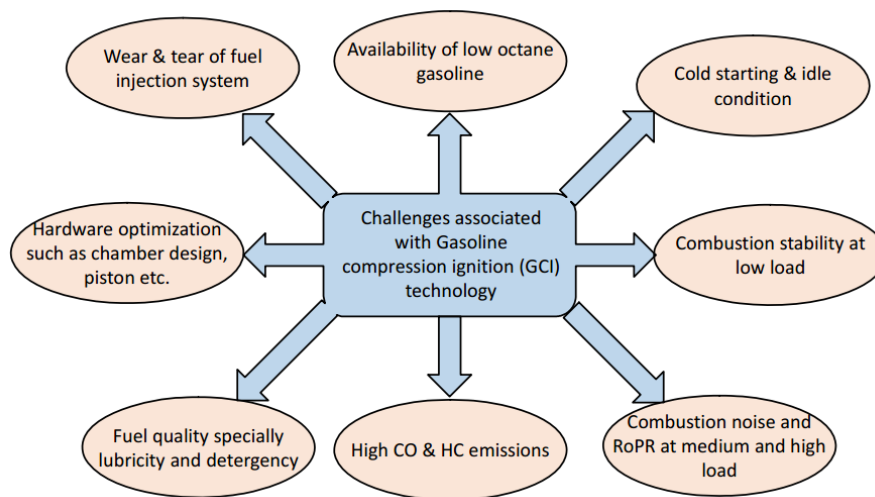 Wear & tear of fuel
injection system
Availability of low octane
gasoline
Cold starting & idle
condition
Hardware optimization
such as chamber design,
piston etc.
Challenges associated
with Gasoline
compression ignition (GCI)
technology
Combustion stability at
low load
Fuel quality specially
lubricity and detergency
High CO & HC emissions
Combustion noise and
RoPR at medium and high
load